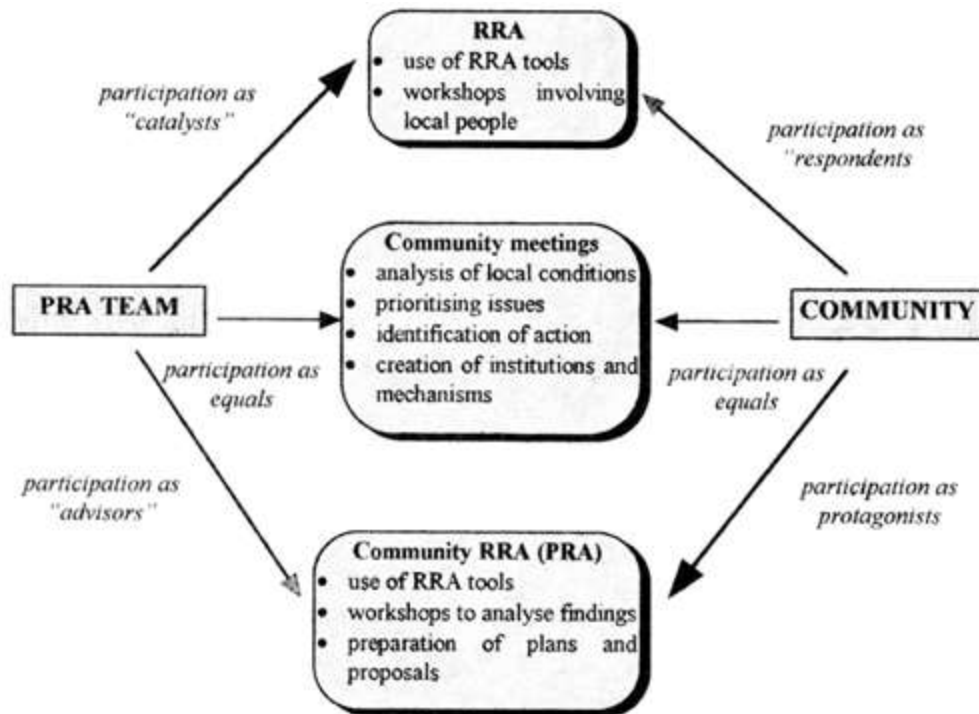 RRA
• use of RRA tools
• workshops involving
local people
participation as
"catalysts"
participation as
"respondents
Community meetings
• analysis of local conditions
• prioritising issues
• identification of action
• creation of institutions and
mechanisms
PRA TEAM
COMMUNITY
participation as
equals
participation as
equals
participation as
"advisors"
participation as
protagonists
Community RRA (PRA)
• use of RRA tools
• workshops to analyse findings
• preparation of plans and
proposals